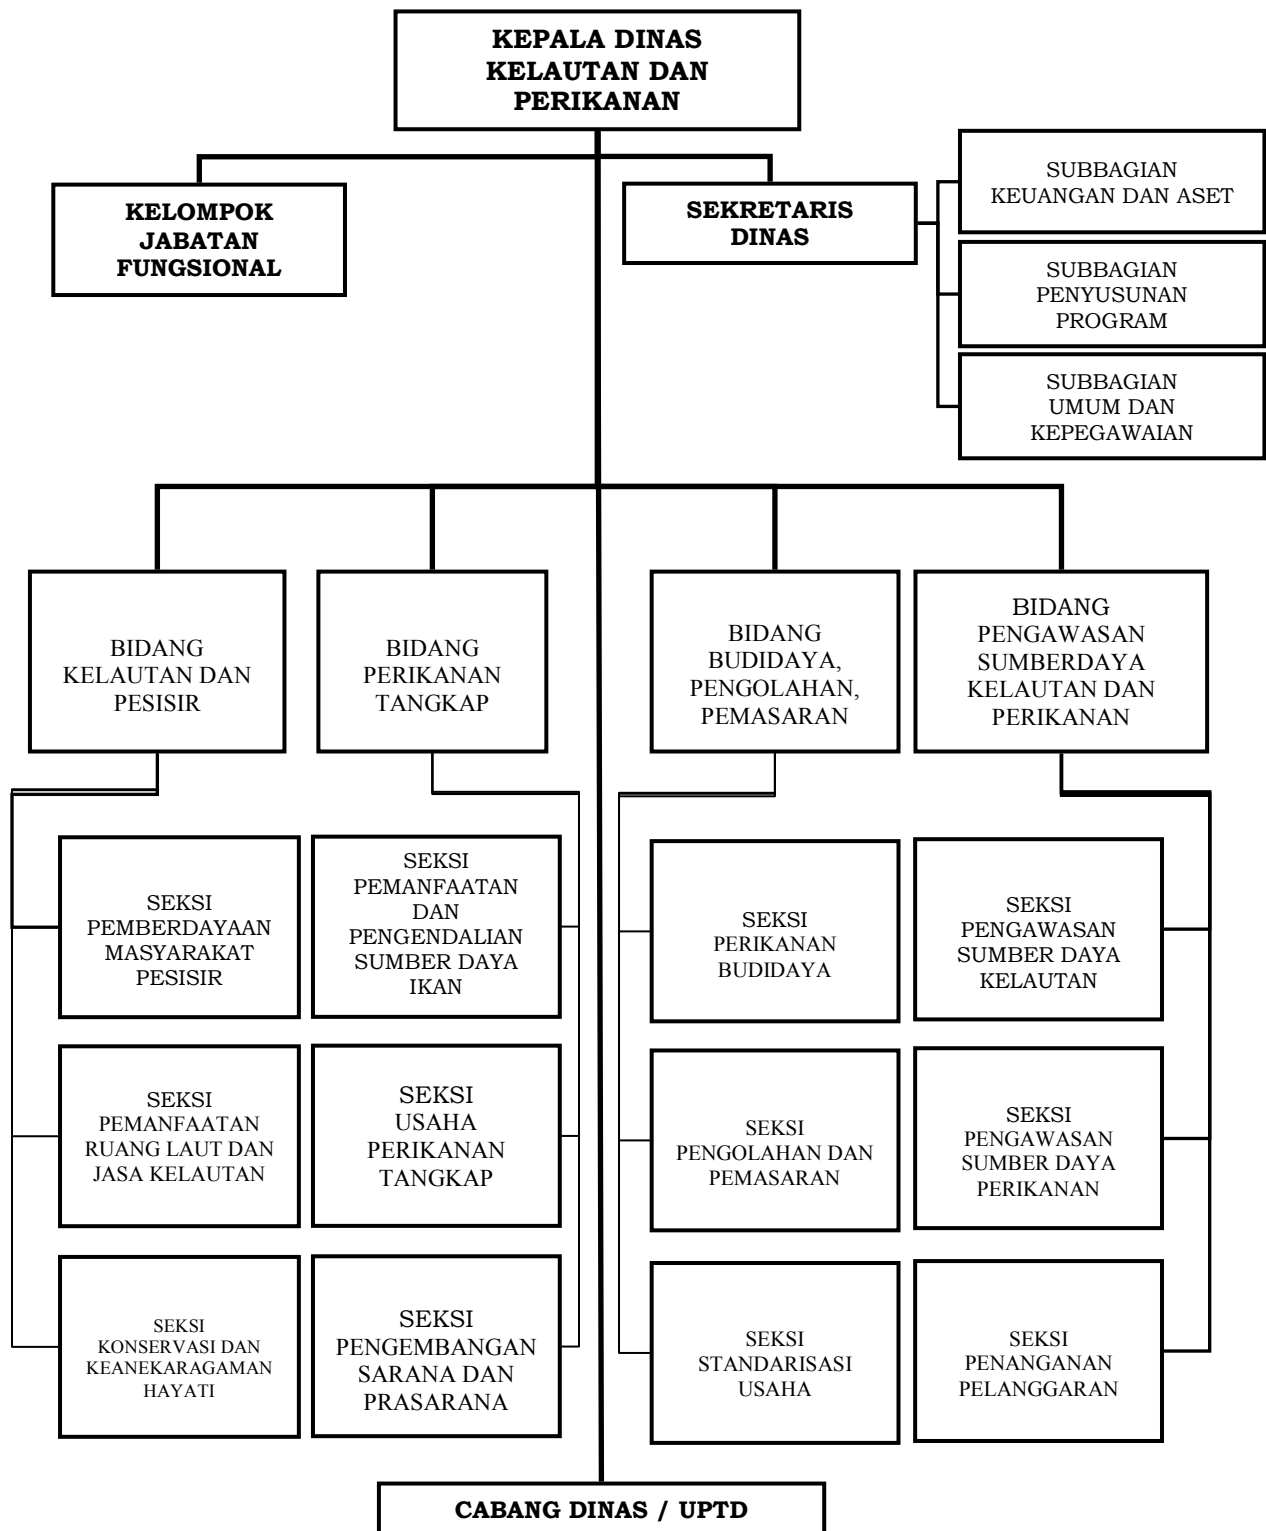 KEPALA DINAS
KELAUTAN DAN
PERIKANAN
KELOMPOK
JABATAN
FUNGSIONAL
SEKRETARIS
DINAS
SUBBAGIAN
KEUANGAN DAN ASET
SUBBAGIAN
PENYUSUNAN
PROGRAM
SUBBAGIAN
UMUM DAN
KEPEGAWAIAN
BIDANG
KELAUTAN DAN
PESISIR
BIDANG
PERIKANAN
TANGKAP
BIDANG
BUDIDAYA,
PENGOLAHAN,
PEMASARAN
BIDANG
PENGAWASAN
SUMBERDAYA
KELAUTAN DAN
PERIKANAN
SEKSI
PEMBERDAYAAN
MASYARAKAT
PESISIR
SEKSI
PEMANFAATAN
DAN
PENGENDALIAN
SUMBER DAYA
IKAN
SEKSI
PERIKANAN
BUDIDAYA
SEKSI
PENGAWASAN
SUMBER DAYA
KELAUTAN
SEKSI
PEMANFAATAN
RUANG LAUT DAN
JASA KELAUTAN
SEKSI
USAHA
PERIKANAN
TANGKAP
SEKSI
PENGOLAHAN DAN
PEMASARAN
SEKSI
PENGAWASAN
SUMBER DAYA
PERIKANAN
SEKSI
KONSERVASI DAN
KEANEKARAGAMAN
HAYATI
SEKSI
PENGEMBANGAN
SARANA DAN
PRASARANA
SEKSI
STANDARISASI
USAHA
SEKSI
PENANGANAN
PELANGGARAN
CABANG DINAS / UPTD